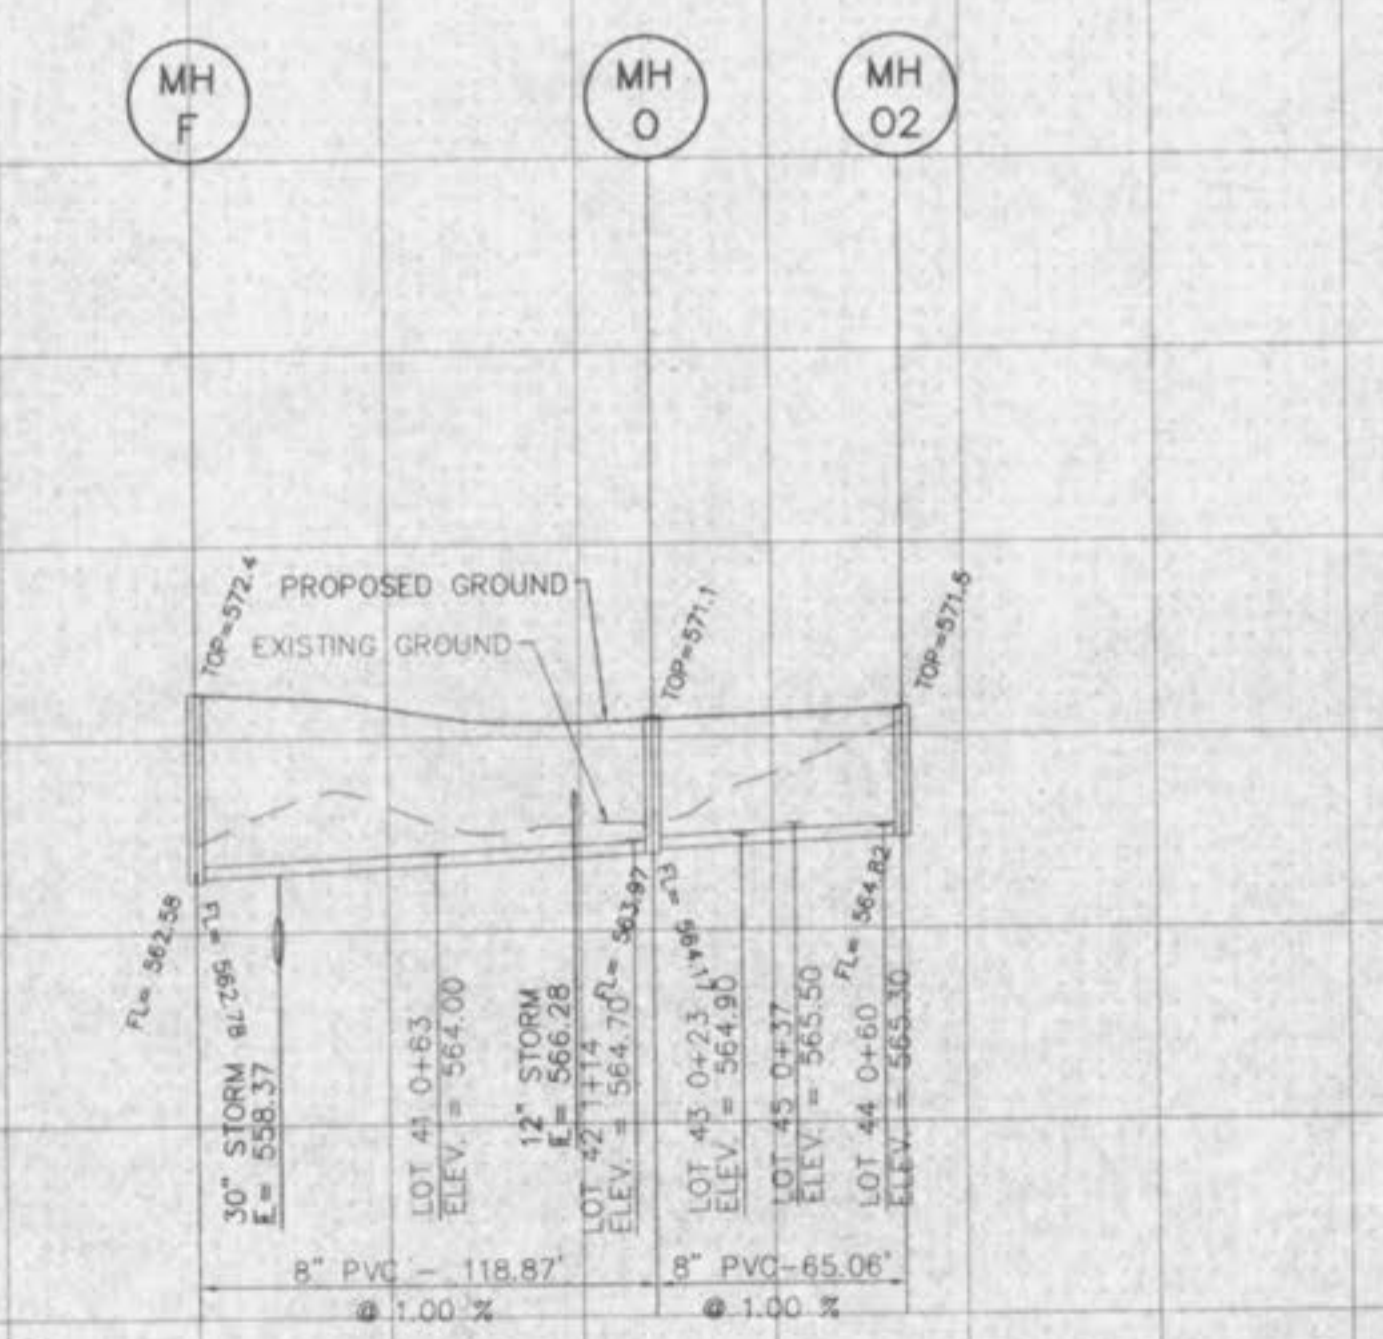 MH
F
MH
O
MH
O2
TOP=572.4
PROPOSED GROUND
EXISTING GROUND
TOP=571.1
TOP=571.6
FL= 562.58
FL= 562.78
30" STORM
E= 558.37
LOT 41 0+63
ELEV. = 564.00
12" STORM
E= 566.28
FL= 563.97
LOT 42 1+14
ELEV. = 564.70
FL= 564.17
LOT 43 0+23
ELEV. = 564.90
LOT 45 0+37
ELEV. = 565.50
FL= 564.82
LOT 44 0+60
ELEV. = 565.30
8" PVC - 118.87'
@ 1.00 %
8" PVC-65.06'
@ 1.00 %